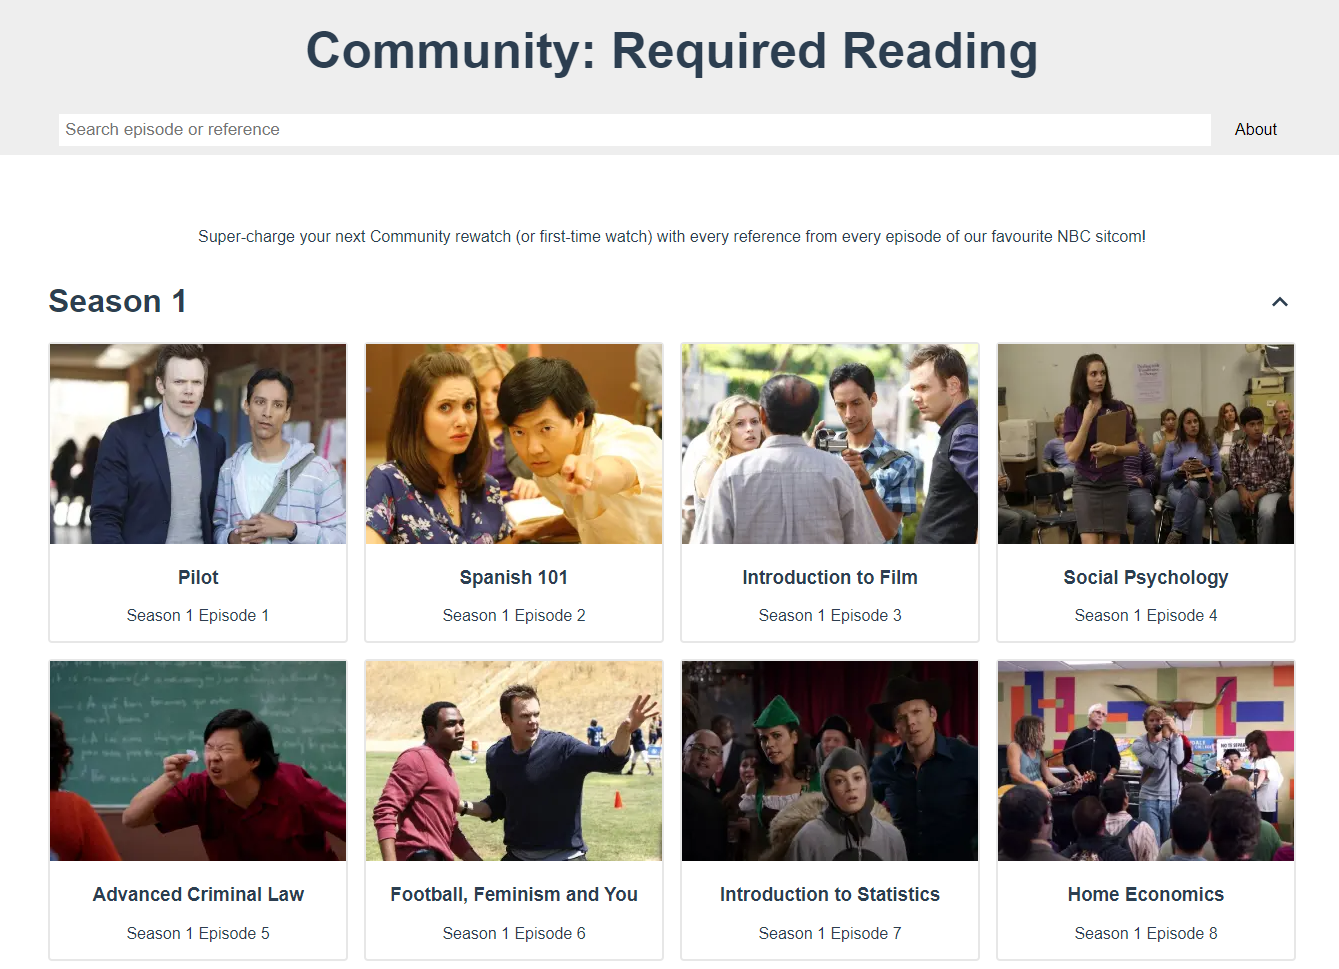 Community: Required Reading
Search episode or reference
About
Super-charge your next Community rewatch (or first-time watch) with every reference from every episode of our favourite NBC sitcom!
Season 1
Pilot
Season 1 Episode 1
Spanish 101
Season 1 Episode 2
Introduction to Film
Season 1 Episode 3
Social Psychology
Season 1 Episode 4
Advanced Criminal Law
Season 1 Episode 5
Football, Feminism and You
Season 1 Episode 6
Introduction to Statistics
Season 1 Episode 7
Home Economics
Season 1 Episode 8